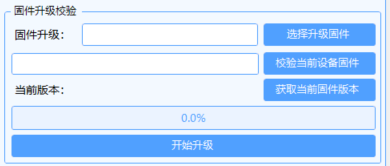 固件升级校验
固件升级： 选择升级固件
校验当前设备固件
当前版本： 获取当前固件版本
0.0%
开始升级